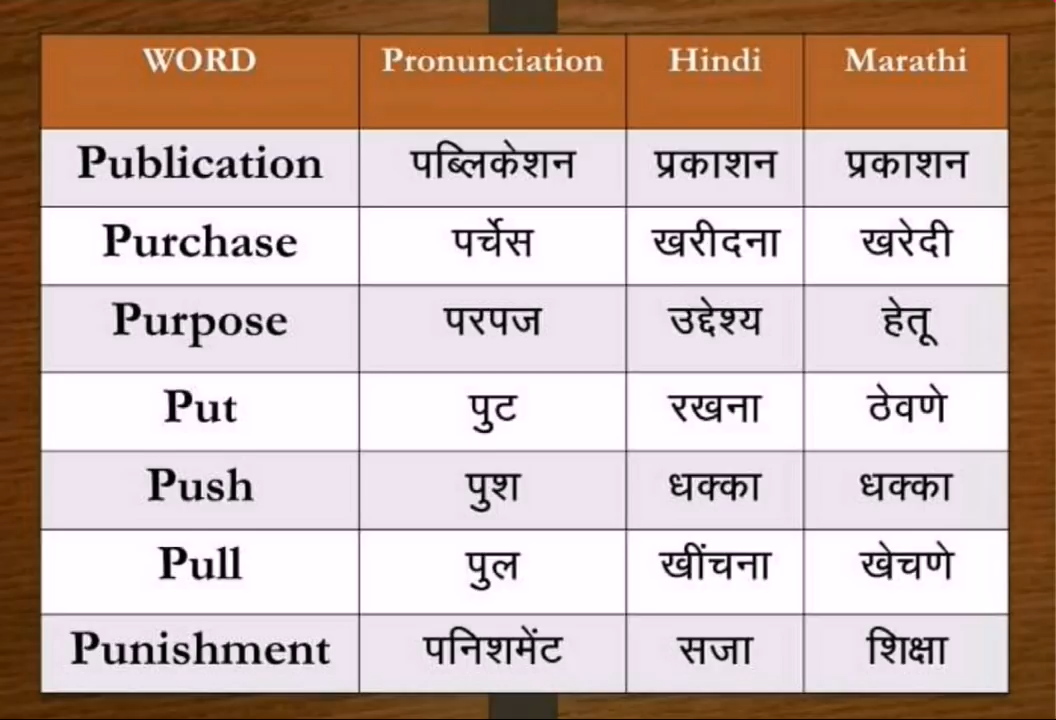 WORD Pronunciation Hindi Marathi
Publication पब्लिकेशन प्रकाशन प्रकाशन
Purchase पर्चेस खरीदना खरेदी
Purpose परपज उद्देश्य हेतू
Put पुट रखना ठेवणे
Push पुश धक्का धक्का
Pull पुल खींचना खेचणे
Punishment पनिशमेंट सजा शिक्षा